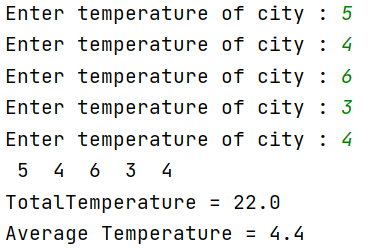 Enter temperature of city : 5
Enter temperature of city : 4
Enter temperature of city : 6
Enter temperature of city : 3
Enter temperature of city : 4
 5  4  6  3  4
TotalTemperature = 22.0
Average Temperature = 4.4